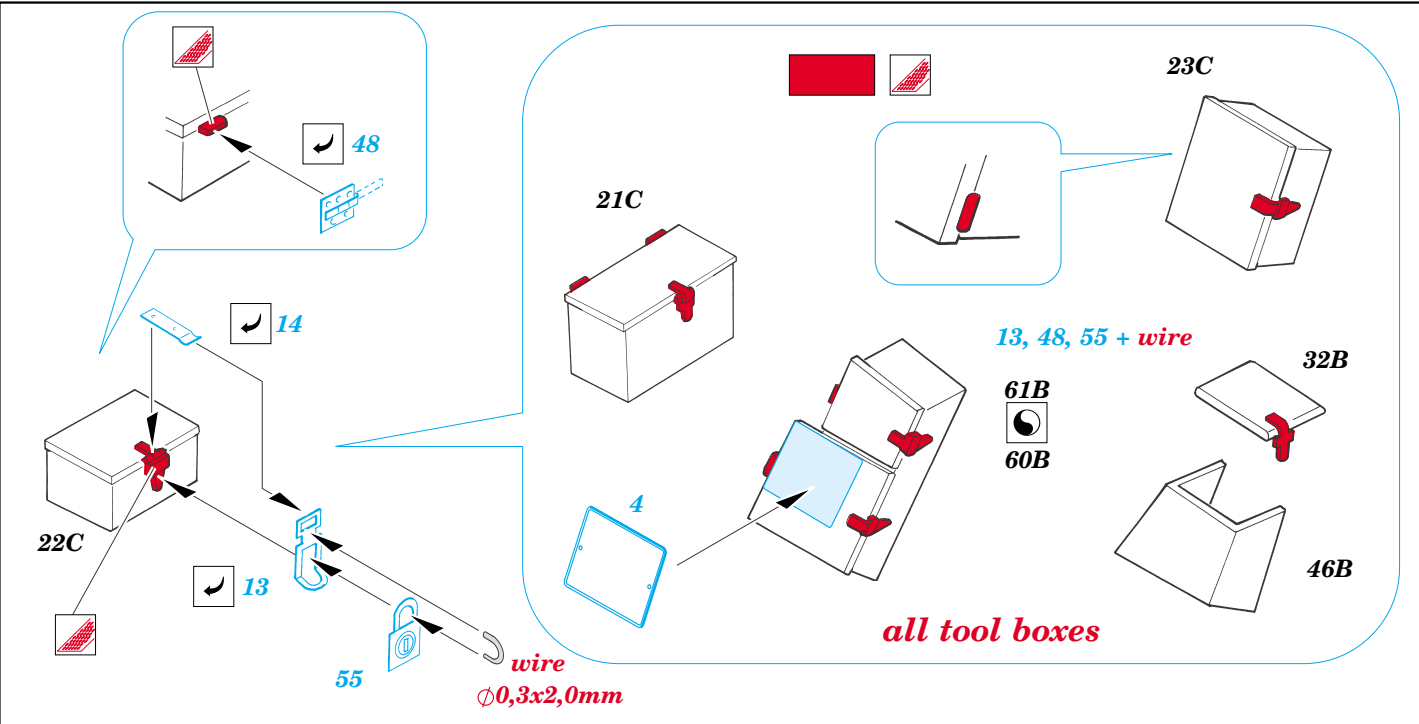 48
14
22C
13
55
wire
∅0,3x2,0mm
23C
21C
13, 48, 55 + wire
61B
60B
32B
46B
4
all tool boxes